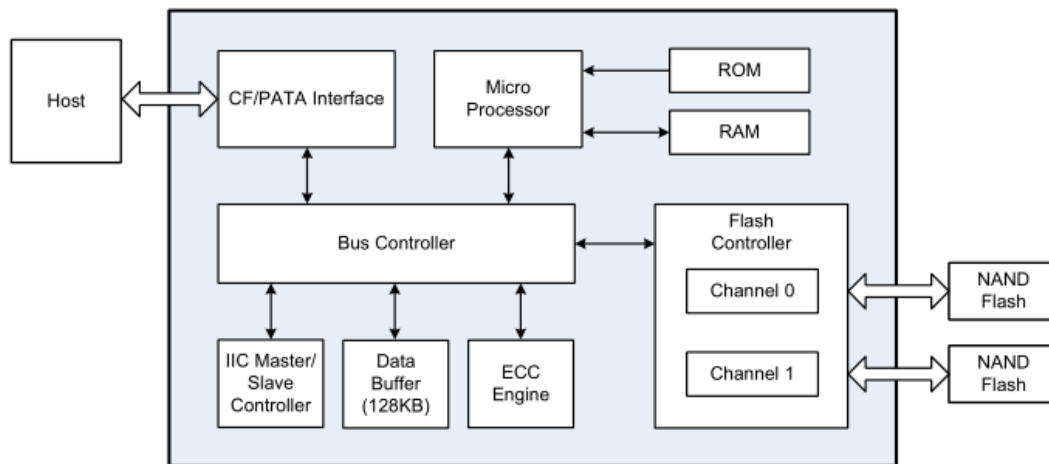 Host
CF/PATA Interface
Micro
Processor
ROM
RAM
Bus Controller
Flash
Controller
Channel 0
Channel 1
NAND
Flash
NAND
Flash
IIC Master/
Slave
Controller
Data
Buffer
(128KB)
ECC
Engine